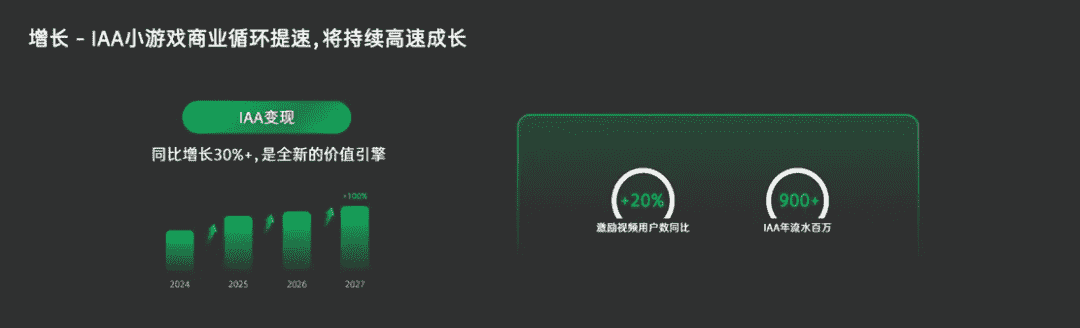 增长 - IAA小游戏商业循环提速,将持续高速成长
IAA变现
同比增长30%+,是全新的价值引擎
+100%
2024 2025 2026 2027
+20%
激励视频用户数同比
900+
IAA年流水百万